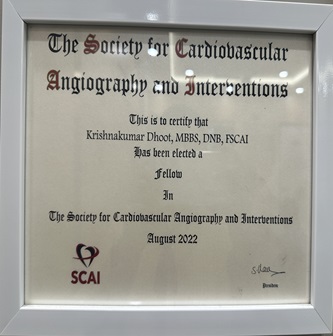 The Society for Cardiovascular
Angiography and Interventions
This is to certify that
Krishnakumar Dhoot, MBBS, DNB, FSCAI
Has been elected a
Fellow
In
The Society for Cardiovascular Angiography and Interventions
August 2022
SCAI
President